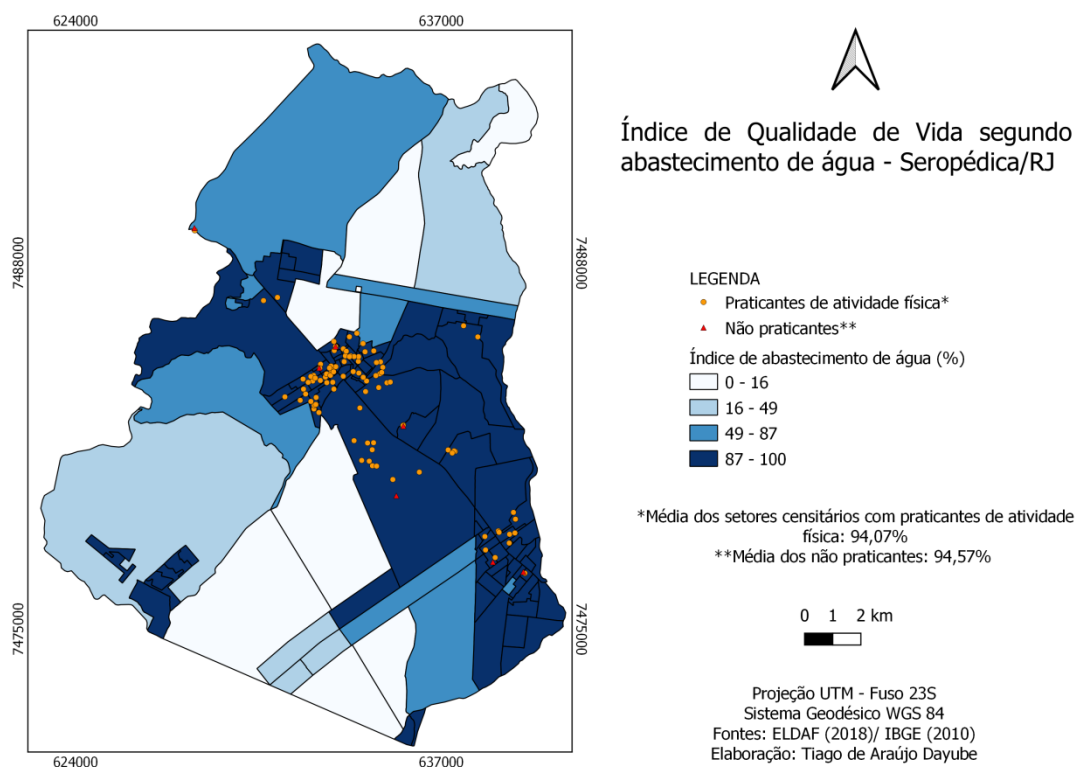 624000
637000
Índice de Qualidade de Vida segundo
abastecimento de água - Seropédica/RJ
7488000
7488000
LEGENDA
Praticantes de atividade física*
Não praticantes**
Índice de abastecimento de água (%)
0 - 16
16 - 49
49 - 87
87 - 100
*Média dos setores censitários com praticantes de atividade
física: 94,07%
**Média dos não praticantes: 94,57%
7475000
7475000
0 1 2 km
Projeção UTM - Fuso 23S
Sistema Geodésico WGS 84
Fontes: ELDAF (2018)/ IBGE (2010)
Elaboração: Tiago de Araújo Dayube
624000
637000